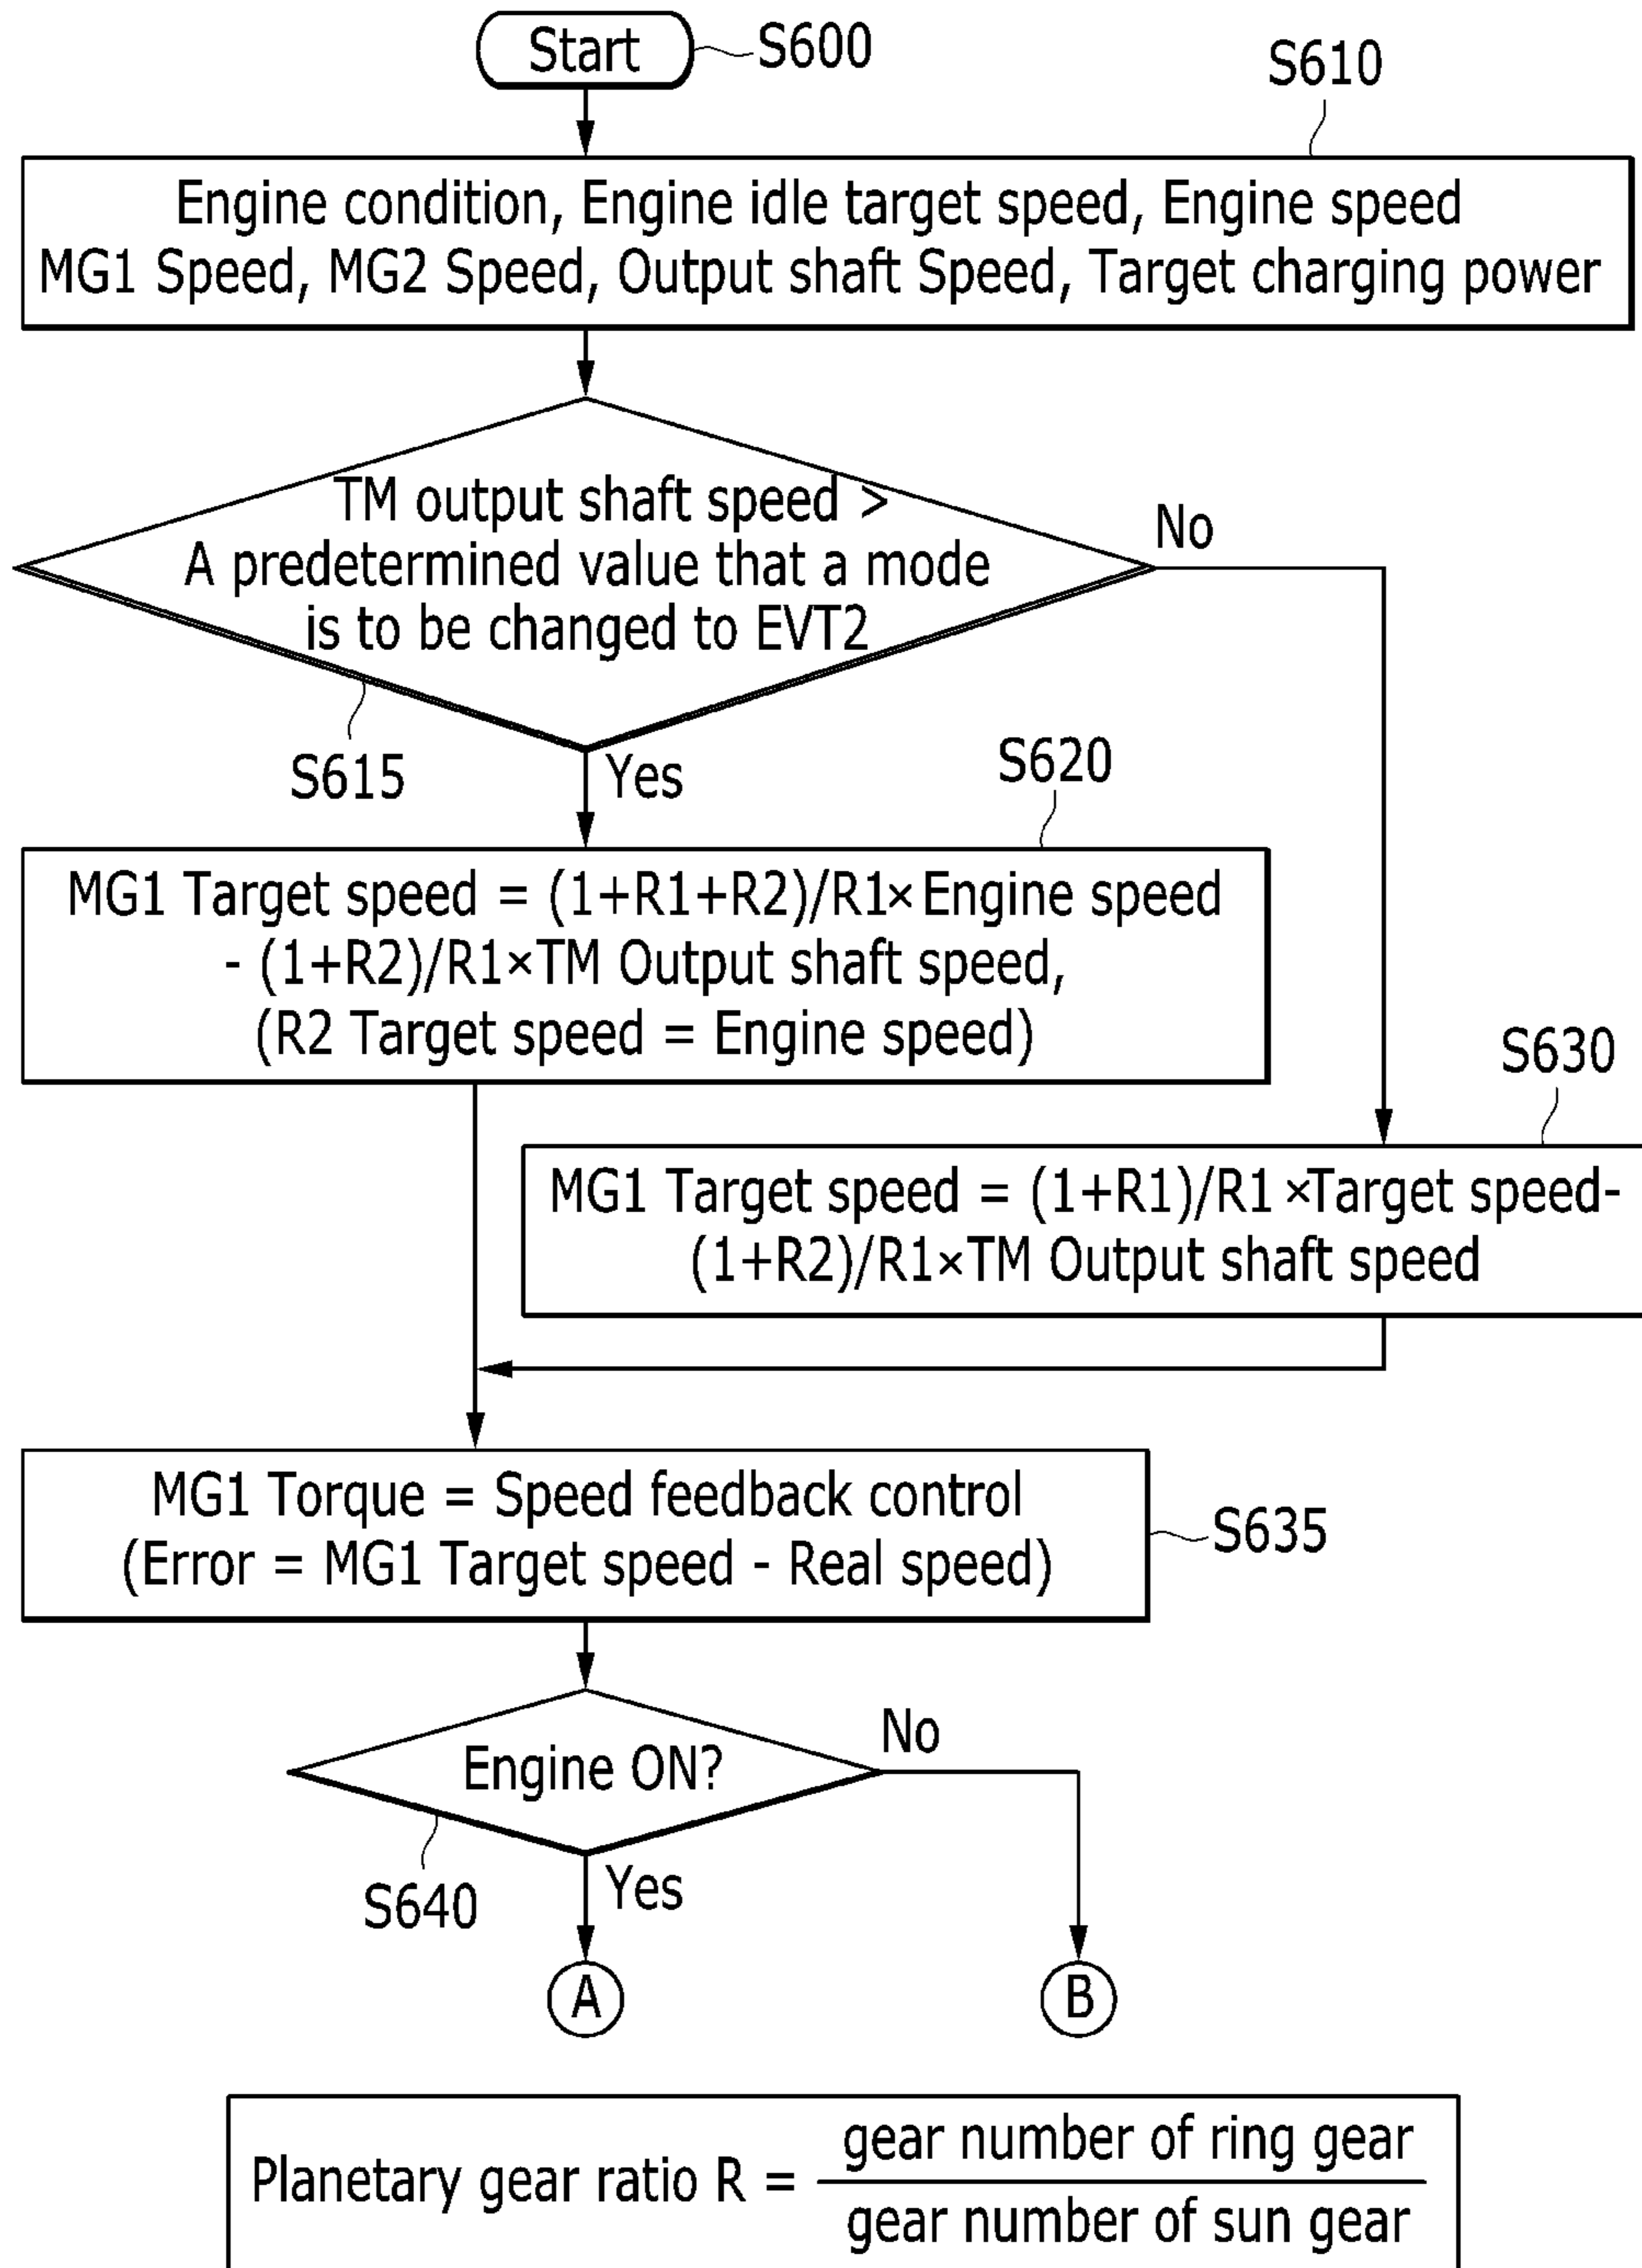 Start
S600
S610
Engine condition, Engine idle target speed, Engine speed
MG1 Speed, MG2 Speed, Output shaft Speed, Target charging power
TM output shaft speed >
A predetermined value that a mode
is to be changed to EVT2
No
S615
Yes
S620
MG1 Target speed = (1+R1+R2)/R1×Engine speed
- (1+R2)/R1×TM Output shaft speed,
(R2 Target speed = Engine speed)
S630
MG1 Target speed = (1+R1)/R1×Target speed-
(1+R2)/R1×TM Output shaft speed
MG1 Torque = Speed feedback control
(Error = MG1 Target speed - Real speed)
S635
Engine ON?
No
S640
Yes
A
B
Planetary gear ratio R =
gear number of ring gear
gear number of sun gear